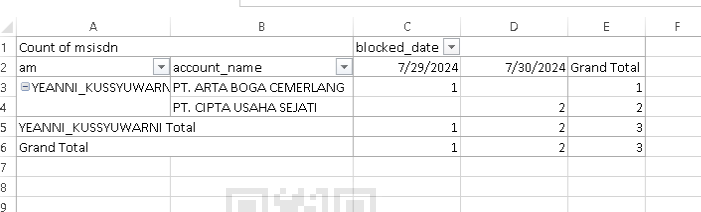 A B C D E F
1 Count of msisdn blocked_date
2 am account_name 7/29/2024 7/30/2024 Grand Total
3 YEANNI_KUSSYUWARN PT. ARTA BOGA CEMERLANG 1 1
4 PT. CIPTA USAHA SEJATI 2 2
5 YEANNI_KUSSYUWARNI Total 1 2 3
6 Grand Total 1 2 3
7
8
9